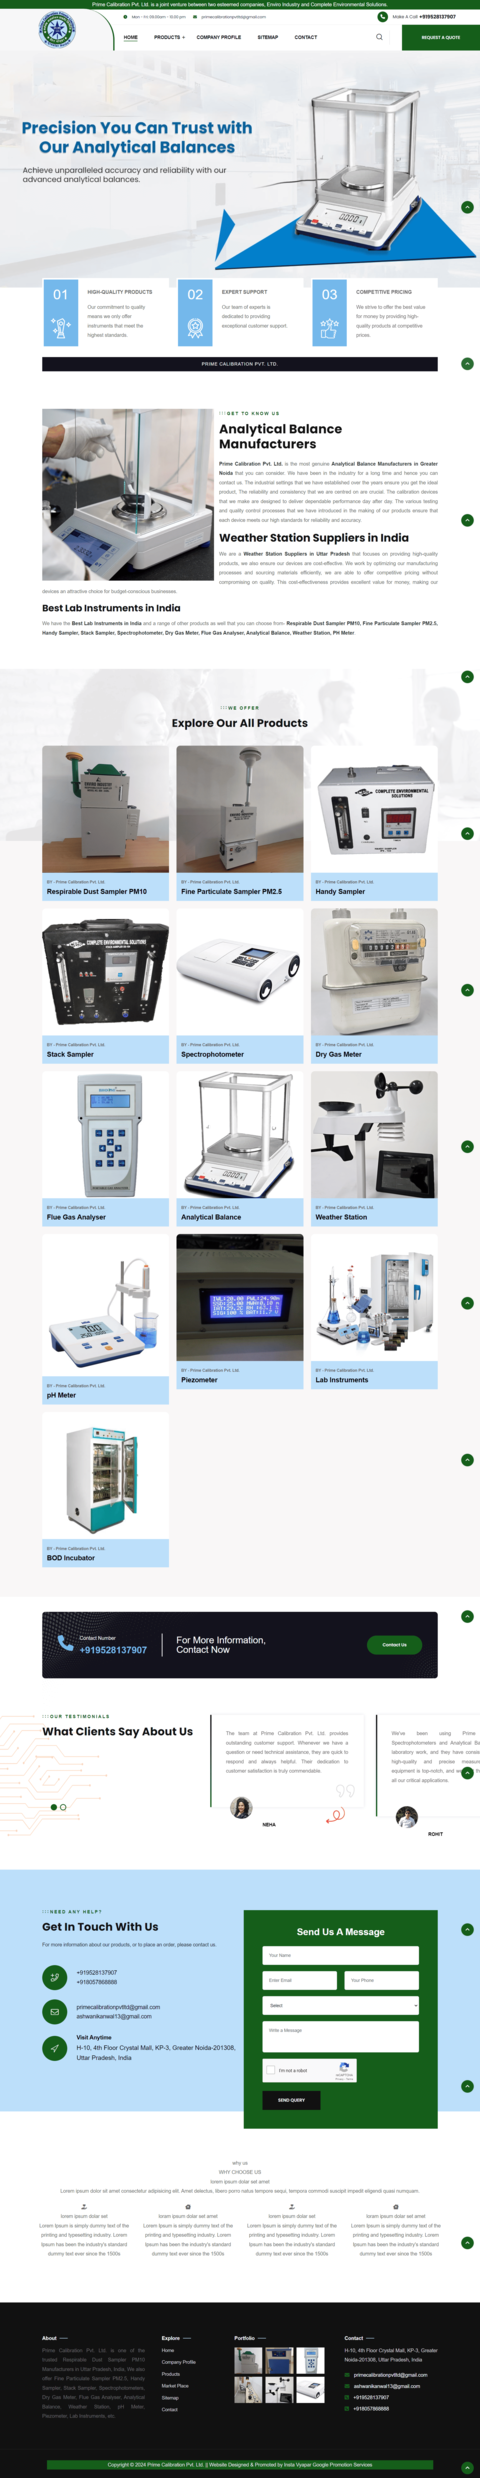 Prime Calibration Pvt. Ltd. is a joint venture between two esteemed companies, Enviro Industry and Complete Environmental Solutions.
primecalibrationpvtltd@gmail.com
Make A Call +919528137907
HOME
PRODUCTS +
COMPANY PROFILE
SITEMAP
CONTACT
REQUEST A QUOTE
Precision You Can Trust with
Our Analytical Balances
Achieve unparalleled accuracy and reliability with our
advanced analytical balances.
01
HIGH-QUALITY PRODUCTS
Our commitment to quality
means we only offer
instruments that meet the
highest standards.
02
EXPERT SUPPORT
Our team of experts is
dedicated to providing
exceptional customer support.
03
COMPETITIVE PRICING
We strive to offer the best value
for money by providing high-
quality products at competitive
prices.
PRIME CALIBRATION PVT. LTD.
GET TO KNOW US
Analytical Balance
Manufacturers
Prime Calibration Pvt. Ltd. is the most genuine Analytical Balance Manufacturers in Greater
Noida that you can consider. We have been in the industry for a long time and hence you can
contact us. The industrial settings that we have established over the years ensure you get the ideal
product. The reliability and consistency that we are centred on are crucial. The calibration devices
that we make are designed to deliver dependable performance day after day. The various testing
and quality control processes that we have introduced in the making of our products ensure that
each device meets our high standards for reliability and accuracy.
Weather Station Suppliers in India
We are a Weather Station Suppliers in Uttar Pradesh that focuses on providing high-quality
products, we also ensure our devices are cost-effective. We work by optimizing our manufacturing
processes and sourcing materials efficiently, we are able to offer competitive pricing without
compromising on quality. This cost-effectiveness provides excellent value for money, making our
devices an attractive choice for budget-conscious businesses.
Best Lab Instruments in India
We have the Best Lab Instruments in India and a range of other products as well that you can choose from- Respirable Dust Sampler PM10, Fine Particulate Sampler PM2.5,
Handy Sampler, Stack Sampler, Spectrophotometer, Dry Gas Meter, Flue Gas Analyser, Analytical Balance, Weather Station, PH Meter
WE OFFER
Explore Our All Products
COMPLETE ENVIRONMENTAL
SOLUTIONS
BY : Prime Calibration Pvt. Ltd.
Respirable Dust Sampler PM10
BY : Prime Calibration Pvt. Ltd.
Fine Particulate Sampler PM2.5
BY : Prime Calibration Pvt. Ltd.
Handy Sampler
COMPLETE ENVIRONMENTAL SOLUTIONS
BY : Prime Calibration Pvt. Ltd.
Stack Sampler
BY : Prime Calibration Pvt. Ltd.
Spectrophotometer
BY : Prime Calibration Pvt. Ltd.
Dry Gas Meter
BY : Prime Calibration Pvt. Ltd.
Flue Gas Analyser
BY : Prime Calibration Pvt. Ltd.
Analytical Balance
BY : Prime Calibration Pvt. Ltd.
Weather Station
BY : Prime Calibration Pvt. Ltd.
pH Meter
BY : Prime Calibration Pvt. Ltd.
Piezometer
BY : Prime Calibration Pvt. Ltd.
Lab Instruments
BY : Prime Calibration Pvt. Ltd.
BOD Incubator
Contact Number
+919528137907
For More Information,
Contact Now
Contact Us
OUR TESTIMONIALS
What Clients Say About Us
The team at Prime Calibration Pvt. Ltd. provides
outstanding customer support. Whenever we have a
question or need technical assistance, they are quick to
respond and always helpful. Their dedication to
customer satisfaction is truly commendable.
NEHA
We've been using Prime
Spectrophotometers and Analytical Ba
laboratory work, and they have consis
high-quality and precise measur
equipment is top-notch, and we
all our critical applications.
ROHIT
NEED ANY HELP?
Get In Touch With Us
For more information about our products, or to place an order, please contact us.
+919528137907
+918057868888
primecalibrationpvtltd@gmail.com
ashwanikanwal13@gmail.com
Visit Anytime
H-10, 4th Floor Crystal Mall, KP-3, Greater Noida-201308,
Uttar Pradesh, India
Send Us A Message
Your Name
Enter Email
Your Phone
Select
Write a Message
I'm not a robot
reCAPTCHA
SEND QUERY
why us
WHY CHOOSE US
lorem ipsum dolar set amet
Lorem ipsum dolor sit amet consectetur adipisicing elit. Amet delectus, libero porro natus tempora sequi, tempora commodi suscipit impedit eligendi quasi numquam.
lorem ipsum dolar set
Lorem Ipsum is simply dummy text of the
printing and typesetting industry. Lorem
Ipsum has been the industry's standard
dummy text ever since the 1500s
lorem ipsum dolar set
Lorem Ipsum is simply dummy text of the
printing and typesetting industry. Lorem
Ipsum has been the industry's standard
dummy text ever since the 1500s
lorem ipsum dolar set
Lorem Ipsum is simply dummy text of the
printing and typesetting industry. Lorem
Ipsum has been the industry's standard
dummy text ever since the 1500s
lorem ipsum dolar set
Lorem Ipsum is simply dummy text of the
printing and typesetting industry. Lorem
Ipsum has been the industry's standard
dummy text ever since the 1500s
About
Prime Calibration Pvt. Ltd. is one of the
trusted Respirable Dust Sampler PM10
Manufacturers in Uttar Pradesh, India. We also
offer Fine Particulate Sampler PM2.5, Handy
Sampler, Stack Sampler, Spectrophotometers,
Dry Gas Meter, Flue Gas Analyser, Analytical
Balance, Weather Station, pH Meter,
Piezometer, Lab Instruments, etc.
Explore
Home
Company Profile
Products
Market Place
Sitemap
Contact
Portfolio
Contact
H-10, 4th Floor Crystal Mall, KP-3, Greater
Noida-201308, Uttar Pradesh, India
primecalibrationpvtltd@gmail.com
ashwanikanwal13@gmail.com
+919528137907
+918057868888
Copyright © 2024 Prime Calibration Pvt. Ltd. || Website Designed & Promoted by Insta Vyapar Google Promotion Services